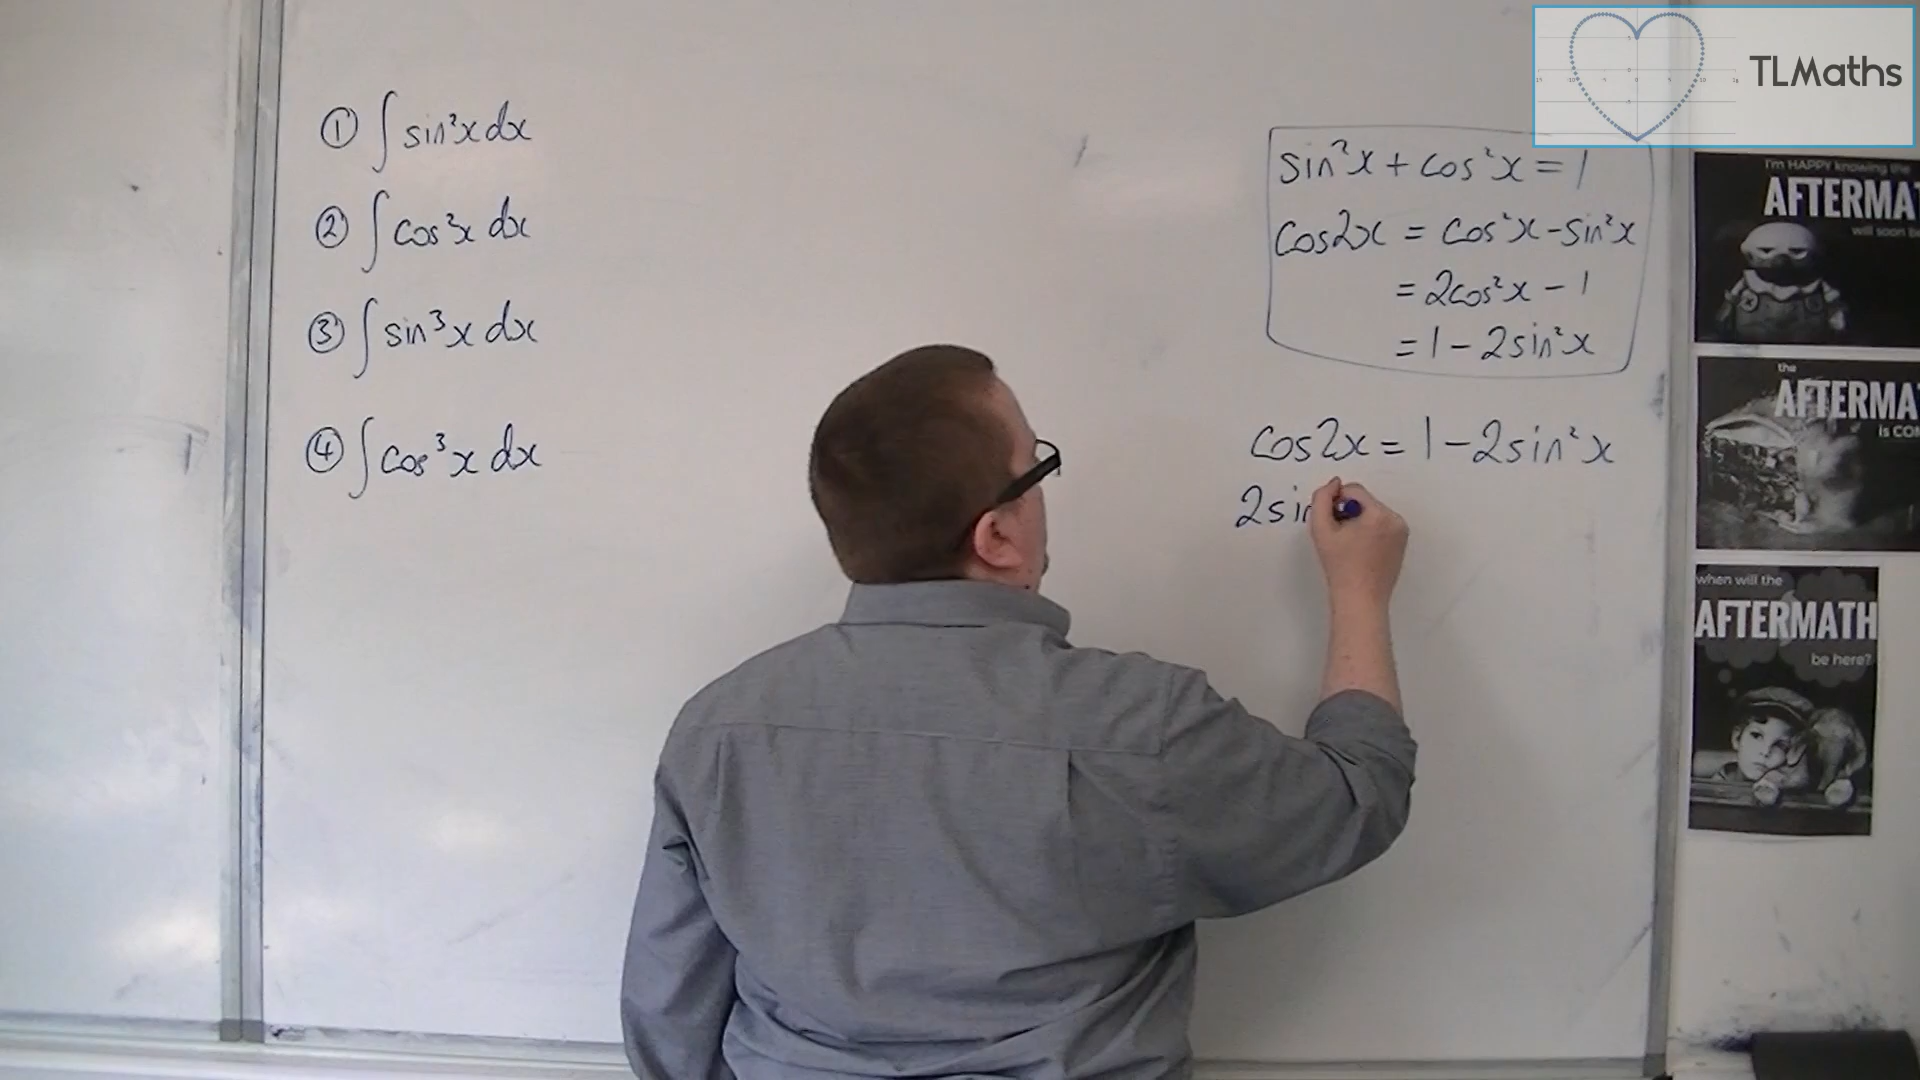 ① ∫ sin²x dx
② ∫ cos²x dx
③ ∫ sin³x dx
④ ∫ cos³x dx
TLMaths
sin²x + cos²x = 1
cos2x = cos²x - sin²x
= 2cos²x - 1
= 1 - 2sin²x
cos2x = 1 - 2sin²x
2sin
I'm HAPPY knowing the
AFTERMA
will soon be
the
AFTERMA
is CO
when will the
AFTERMATH
be here?